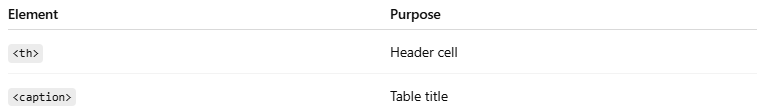 Element Purpose
<th> Header cell
<caption> Table title